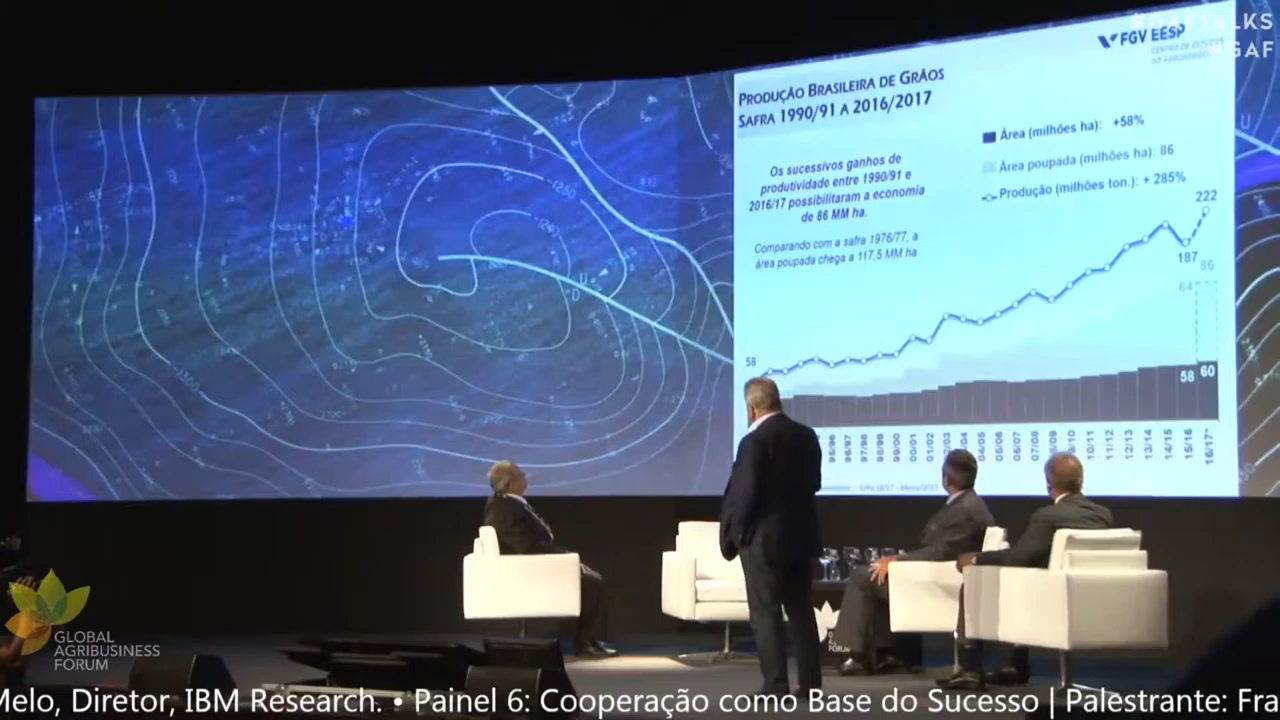 #GAFTALKS
GAF
FGV EESP
PRODUÇÃO BRASILEIRA DE GRÃOS
SAFRA 1990/91 A 2016/2017
Os sucessivos ganhos de
produtividade entre 1990/91 e
2016/17 possibilitaram a economia
de 86 MM ha.
Comparando com a safra 1976/77, a
área poupada chega a 117,5 MM ha
Área (milhões ha): +58%
Área poupada (milhões ha): 86
Produção (milhões ton.): + 285%
222
187
86
64
58
58
60
95/96
96/97
97/98
98/99
99/00
00/01
01/02
04/05
05/06
06/07
07/08
10/11
11/12
12/13
13/14
14/15
15/16
16/17*
1250
GLOBAL
AGRIBUSINESS
FORUM
Melo, Diretor, IBM Research. • Painel 6: Cooperação como Base do Sucesso | Palestrante: Fra